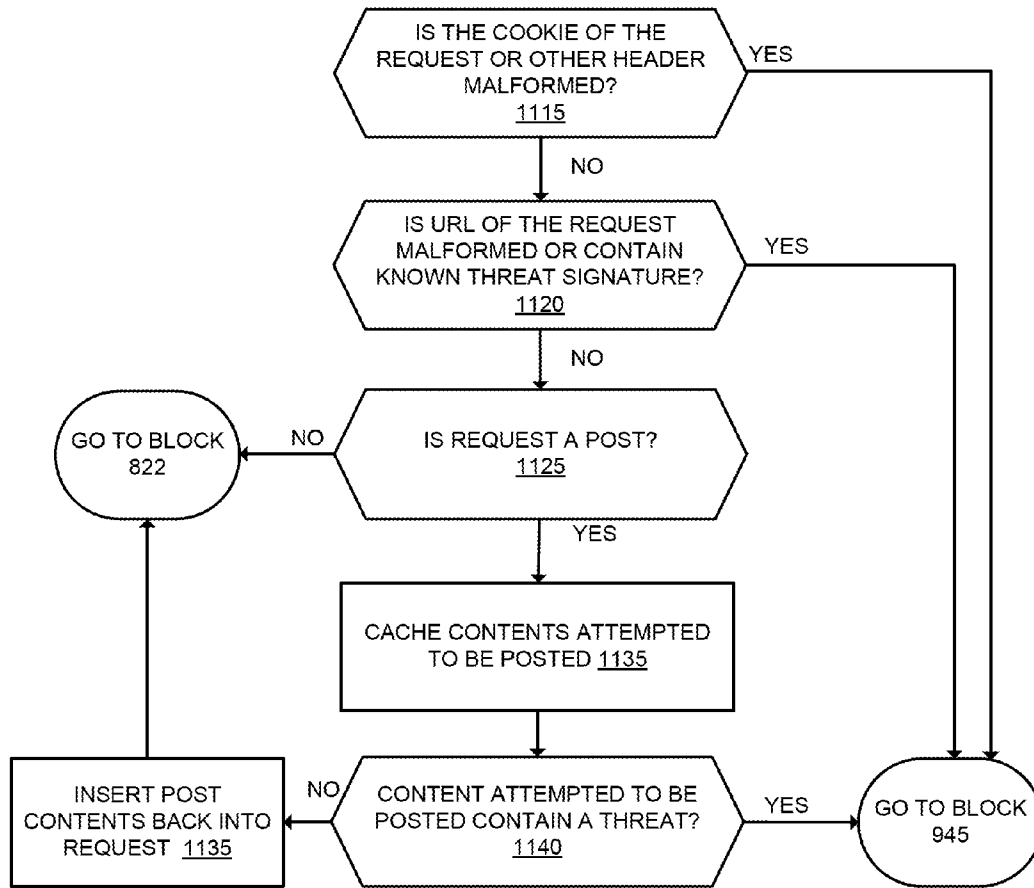 IS THE COOKIE OF THE
REQUEST OR OTHER HEADER
MALFORMED?
1115
YES
NO
IS URL OF THE REQUEST
MALFORMED OR CONTAIN
KNOWN THREAT SIGNATURE?
1120
YES
NO
IS REQUEST A POST?
1125
NO
GO TO BLOCK
822
YES
CACHE CONTENTS ATTEMPTED
TO BE POSTED 1135
CONTENT ATTEMPTED TO BE
POSTED CONTAIN A THREAT?
1140
NO
INSERT POST
CONTENTS BACK INTO
REQUEST 1135
YES
GO TO BLOCK
945